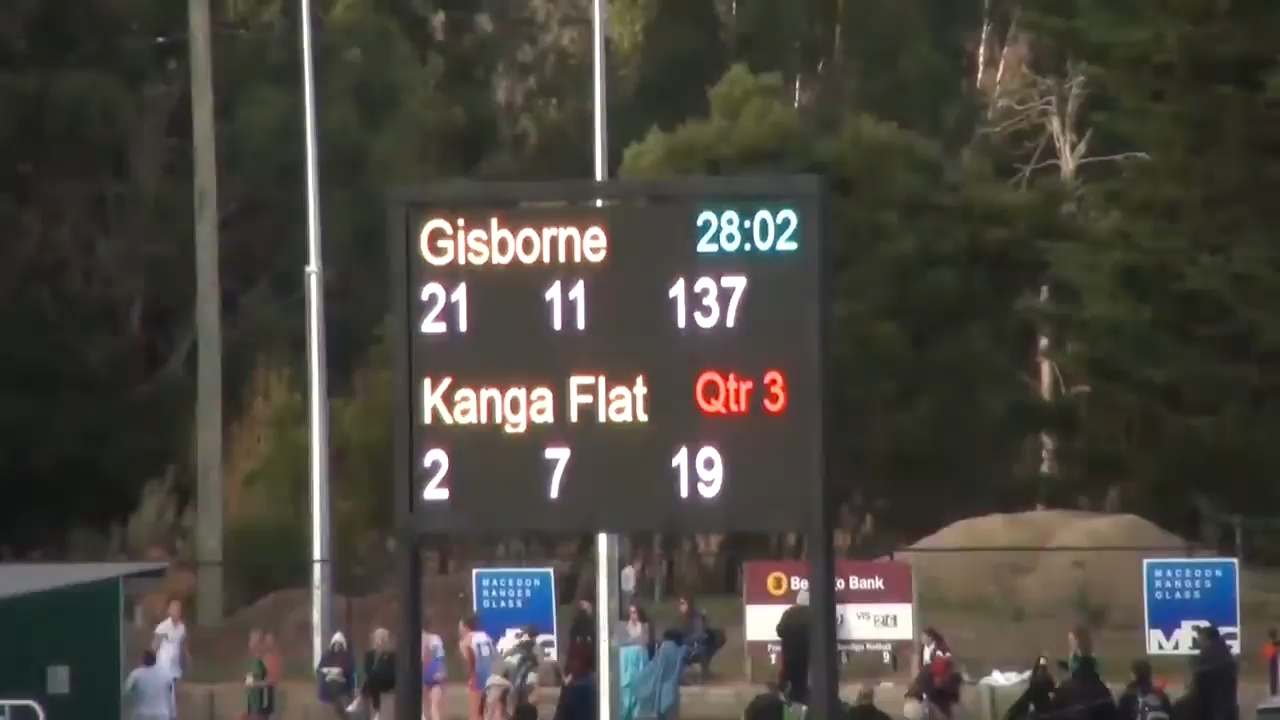 Gisborne 28:02
21 11 137
Kanga Flat Qtr 3
2 7 19
MACEDON
RANGES
GLASS
Bank
MACEDON
RANGES
GLASS